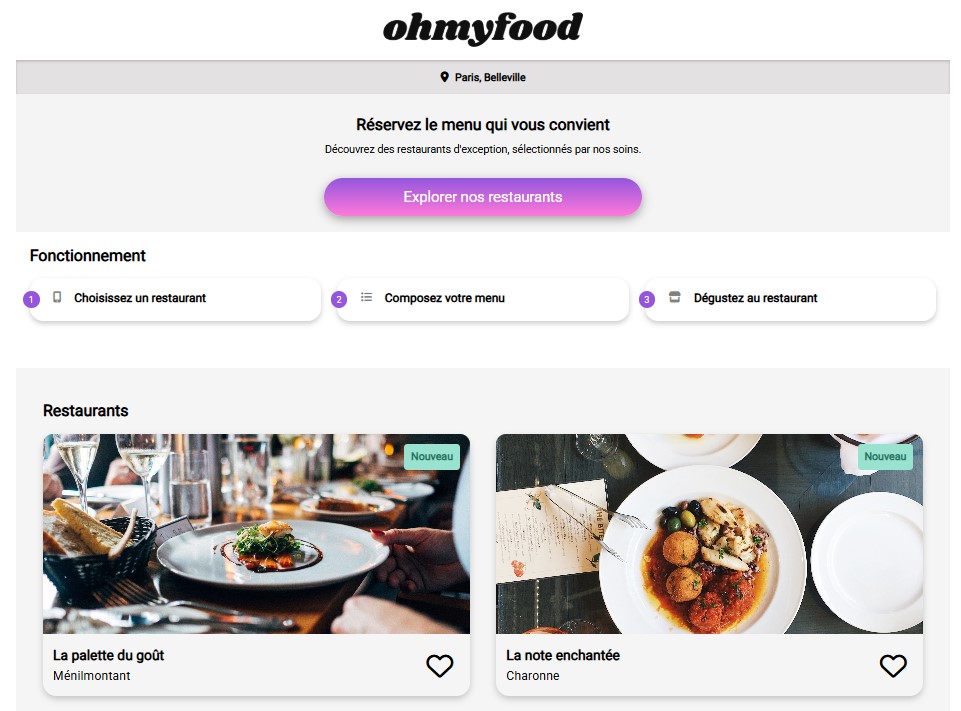 ohmyfood
Paris, Belleville
Réservez le menu qui vous convient
Découvrez des restaurants d'exception, sélectionnés par nos soins.
Explorer nos restaurants
Fonctionnement
1 Choisissez un restaurant
2 Composez votre menu
3 Dégustez au restaurant
Restaurants
Nouveau
Nouveau
La palette du goût
Ménilmontant
La note enchantée
Charonne